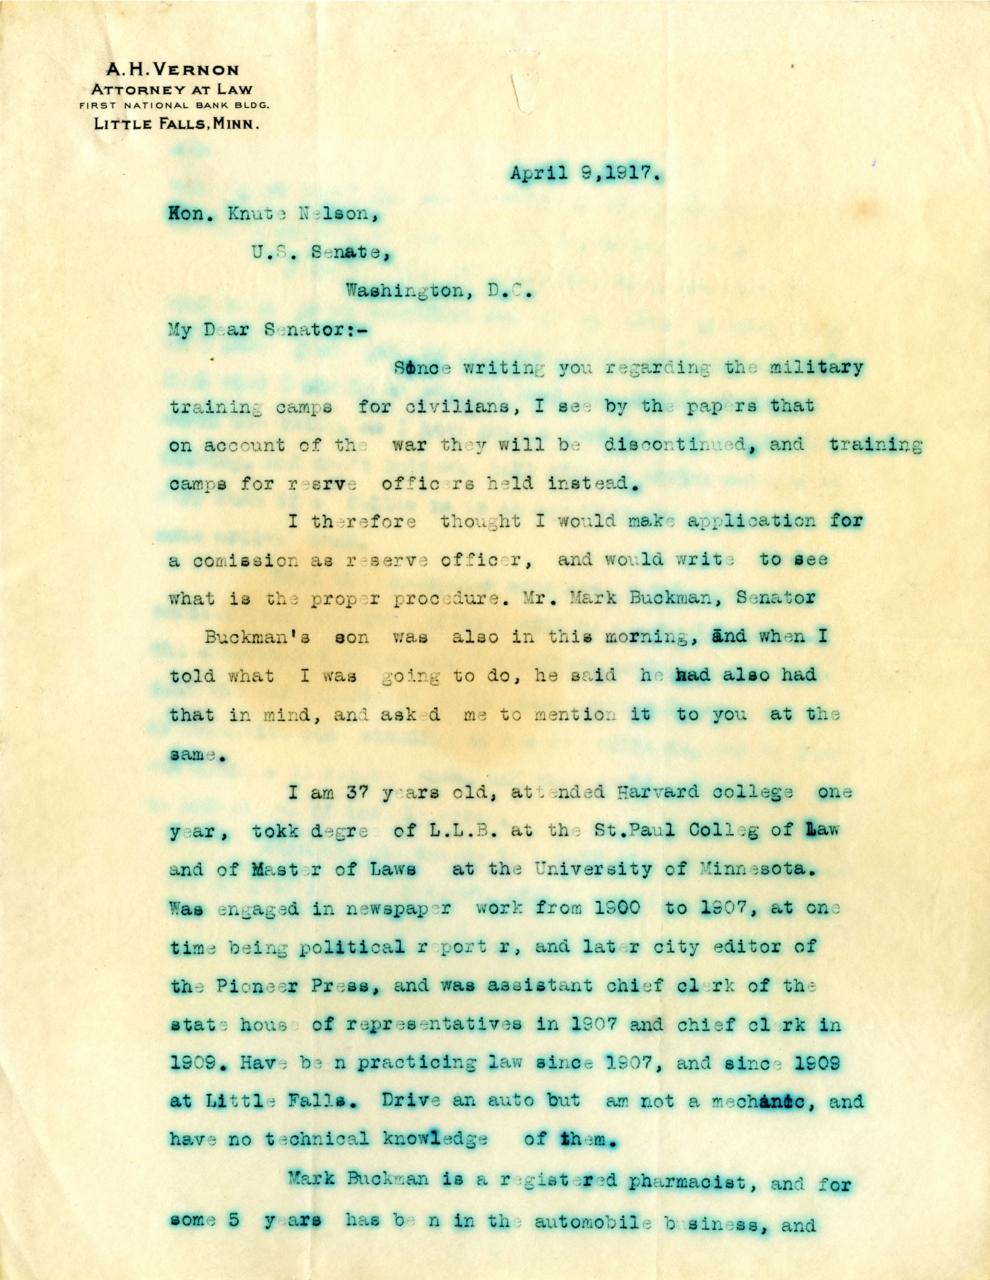 A.H.VERNON
ATTORNEY AT LAW
FIRST NATIONAL BANK BLDG.
LITTLE FALLS, MINN.
April 9,1917.
Hon. Knute Nelson,
U.S. Senate,
Washington, D.C.
My Dear Senator:-
Since writing you regarding the military
training camps for civilians, I see by the papers that
on account of the war they will be discontinued, and training
camps for reserve officers held instead.
I therefore thought I would make application for
a comission as reserve officer, and would write to see
what is the proper procedure. Mr. Mark Buckman, Senator
Buckman's son was also in this morning, and when I
told what I was going to do, he said he had also had
that in mind, and asked me to mention it to you at the
same.
I am 37 years old, attended Harvard college one
year, tokk degre of L.L.B. at the St.Paul Colleg of Law
and of Master of Laws at the University of Minnesota.
Was engaged in newspaper work from 1900 to 1907, at one
time being political reporter, and later city editor of
the Pioneer Press, and was assistant chief clerk of the
state house of representatives in 1907 and chief clerk in
1909. Have been practicing law since 1907, and since 1909
at Little Falls. Drive an auto but am not a mechanic, and
have no technical knowledge of them.
Mark Buckman is a registered pharmacist, and for
some 5 years has been in the automobile business, and